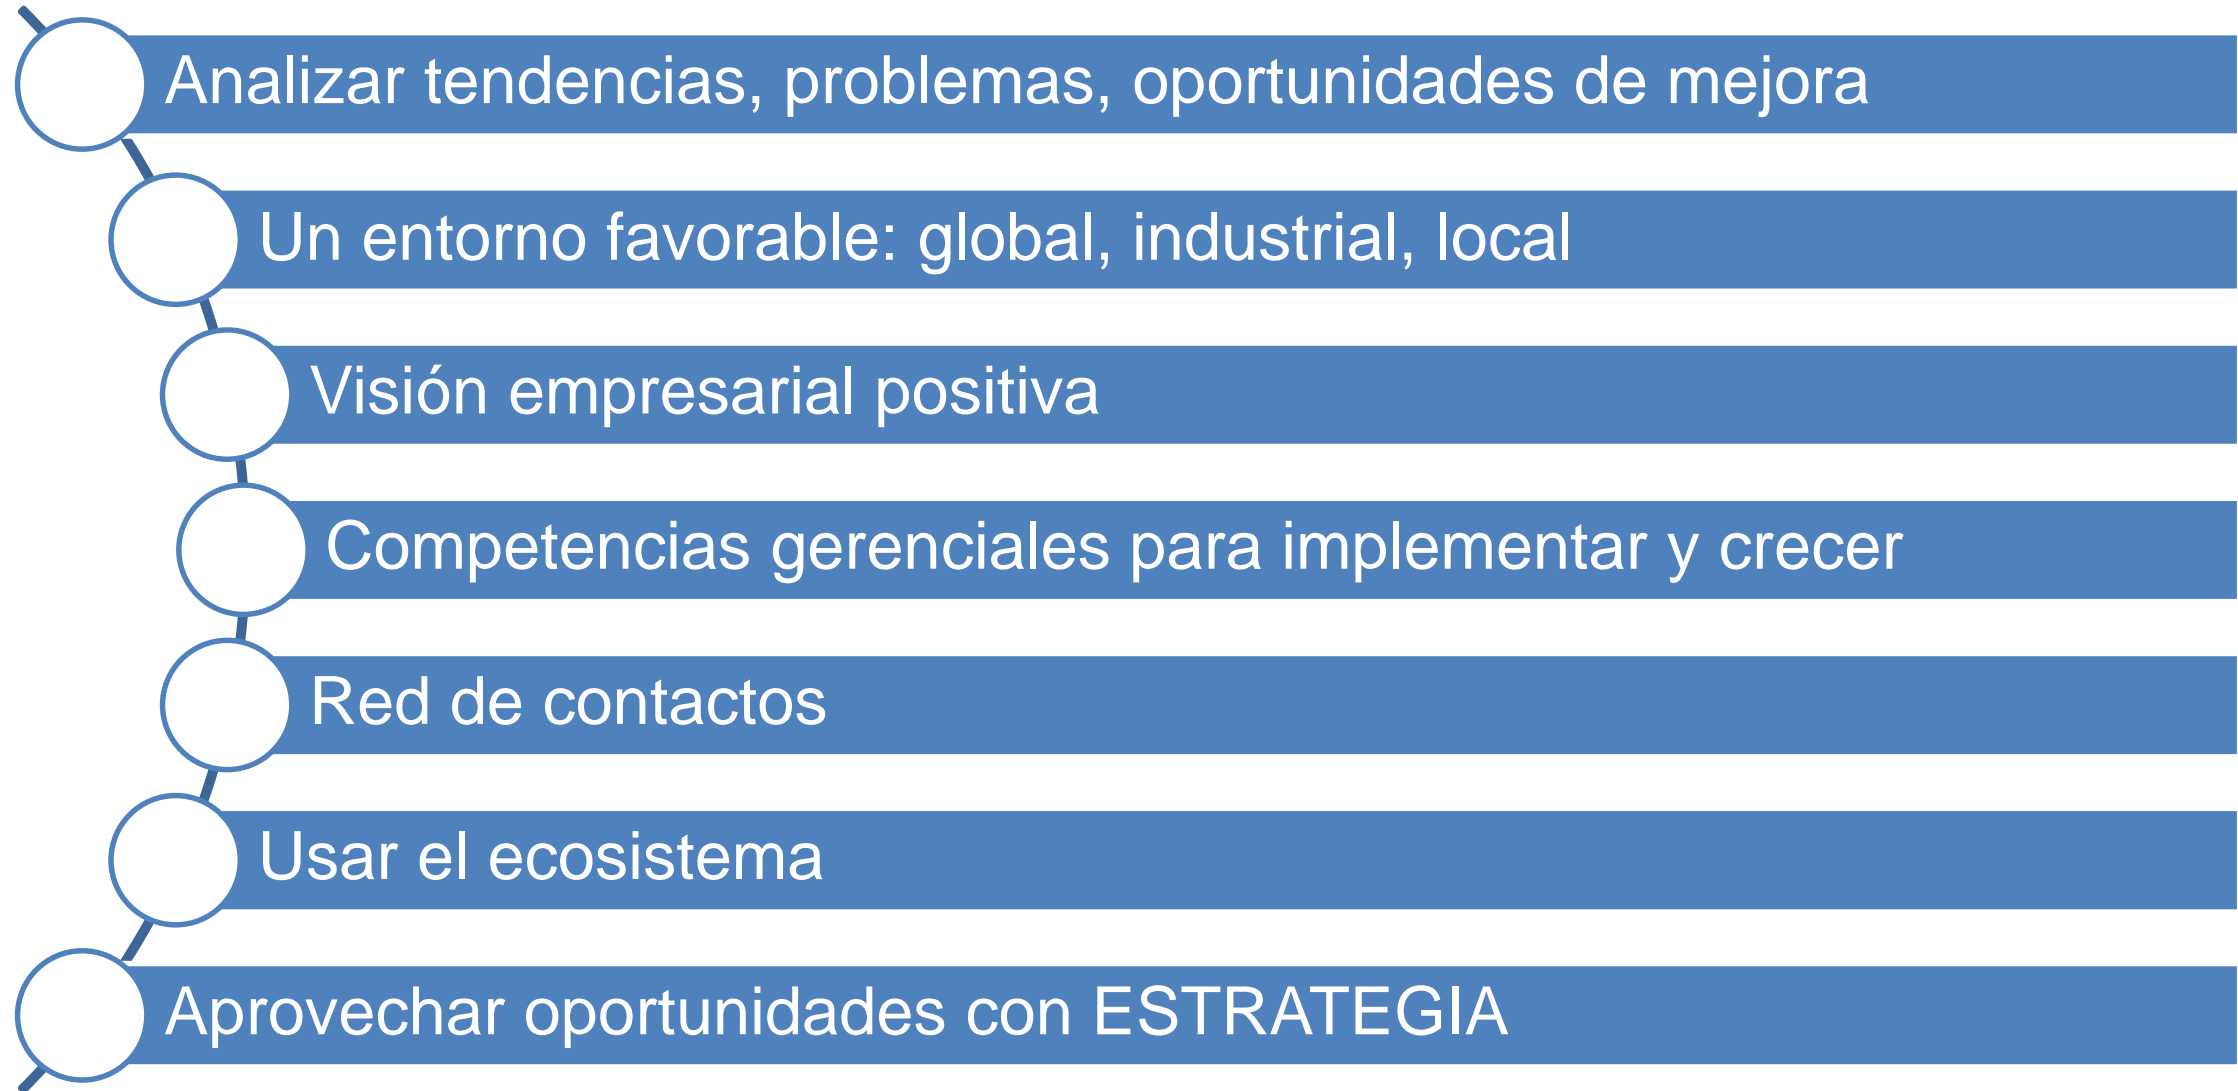 Analizar tendencias, problemas, oportunidades de mejora
Un entorno favorable: global, industrial, local
Visión empresarial positiva
Competencias gerenciales para implementar y crecer
Red de contactos
Usar el ecosistema
Aprovechar oportunidades con ESTRATEGIA